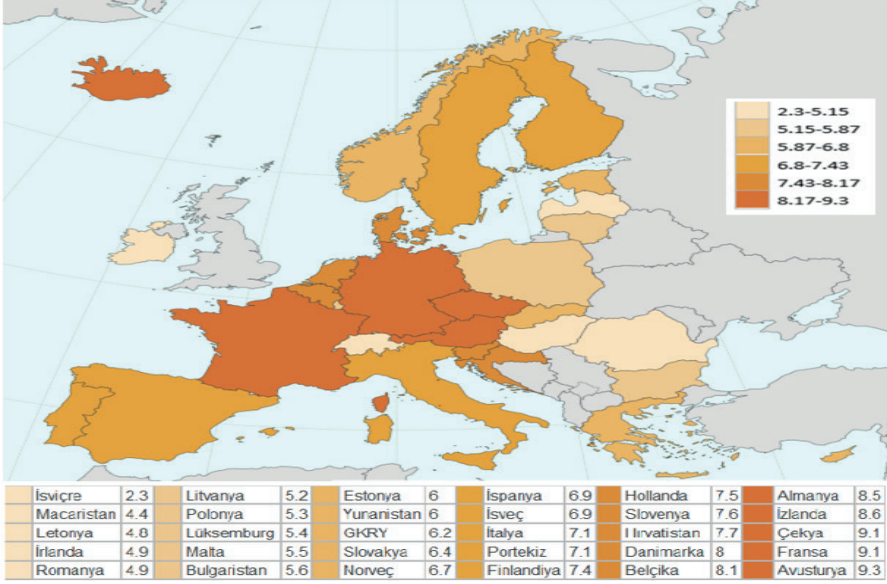 2.3-5.15
5.15-5.87
5.87-6.8
6.8-7.43
7.43-8.17
8.17-9.3
İsviçre 2.3 Litvanya 5.2 Estonya 6 İspanya 6.9 Hollanda 7.5 Almanya 8.5
Macaristan 4.4 Polonya 5.3 Yunanistan 6 İsveç 6.9 Slovenya 7.6 İzlanda 8.6
Letonya 4.8 Lüksemburg 5.4 GKRY 6.2 İtalya 7.1 Hırvatistan 7.7 Çekya 9.1
İrlanda 4.9 Malta 5.5 Slovakya 6.4 Portekiz 7.1 Danimarka 8 Fransa 9.1
Romanya 4.9 Bulgaristan 5.6 Norveç 6.7 Finlandiya 7.4 Belçika 8.1 Avusturya 9.3